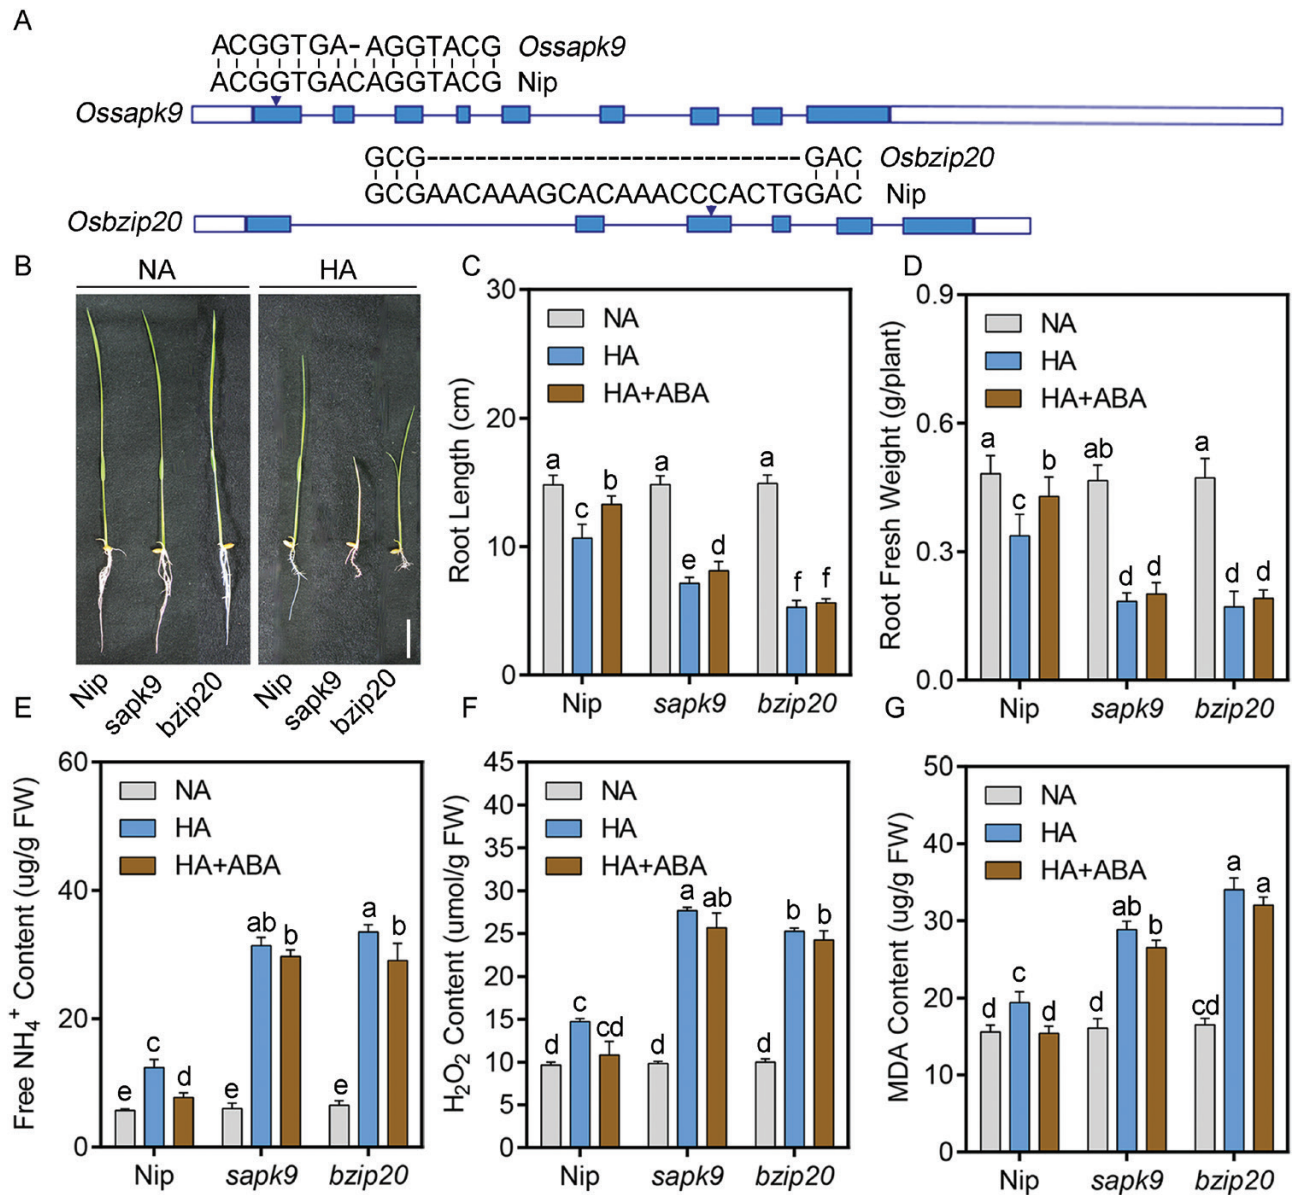 A
ACGGTGA-AGGTACG Ossapk9
ACGGTGACAGGTACG Nip
Ossapk9
GCG-------------------------GAC Osbzip20
GCGAACAAAGCACAAACCCACTGGAC Nip
Osbzip20
B
NA HA
Nip sapk9 bzip20 Nip sapk9 bzip20
C
Root Length (cm)
30
20
10
0
NA
HA
HA+ABA
a c b a e d a f f
Nip sapk9 bzip20
D
Root Fresh Weight (g/plant)
0.9
0.6
0.3
0.0
NA
HA
HA+ABA
a c b ab d d a d d
Nip sapk9 bzip20
E
Free NH₄⁺ Content (ug/g FW)
60
40
20
0
NA
HA
HA+ABA
e c d e ab b e a b
Nip sapk9 bzip20
F
H₂O₂ Content (umol/g FW)
45
40
35
30
25
20
15
10
5
0
NA
HA
HA+ABA
d c cd d a ab d b b
Nip sapk9 bzip20
G
MDA Content (ug/g FW)
50
40
30
20
10
0
NA
HA
HA+ABA
d c d d ab b cd a a
Nip sapk9 bzip20